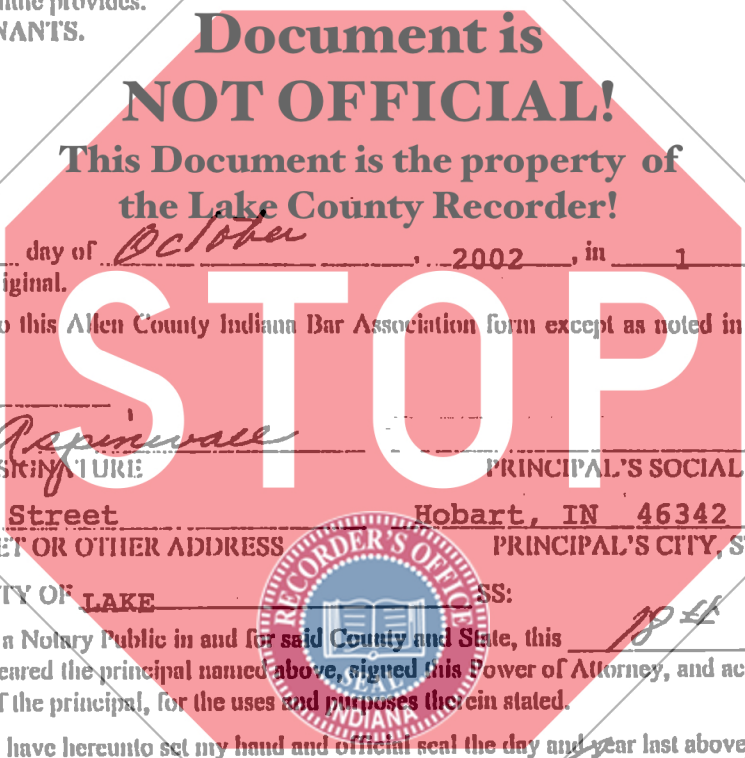 provides.
NANTS.
Document is
NOT OFFICIAL!
This Document is the property of
the Lake County Recorder!
day of October, 2002, in 1
iginal.
o this Allen County Indiana Bar Association form except as noted in
STOP
Aspinwall
SIGNATURE PRINCIPAL'S SOCIAL
Street Hobart, IN 46342
ET OR OTHER ADDRESS PRINCIPAL'S CITY, S
TY OF LAKE SS:
a Notary Public in and for said County and State, this 18th
eared the principal named above, signed this Power of Attorney, and ac
f the principal, for the uses and purposes therein stated.
have hereunto set my hand and official seal the day and year last above
RECORDER'S OFFICE
SEAL
INDIANA